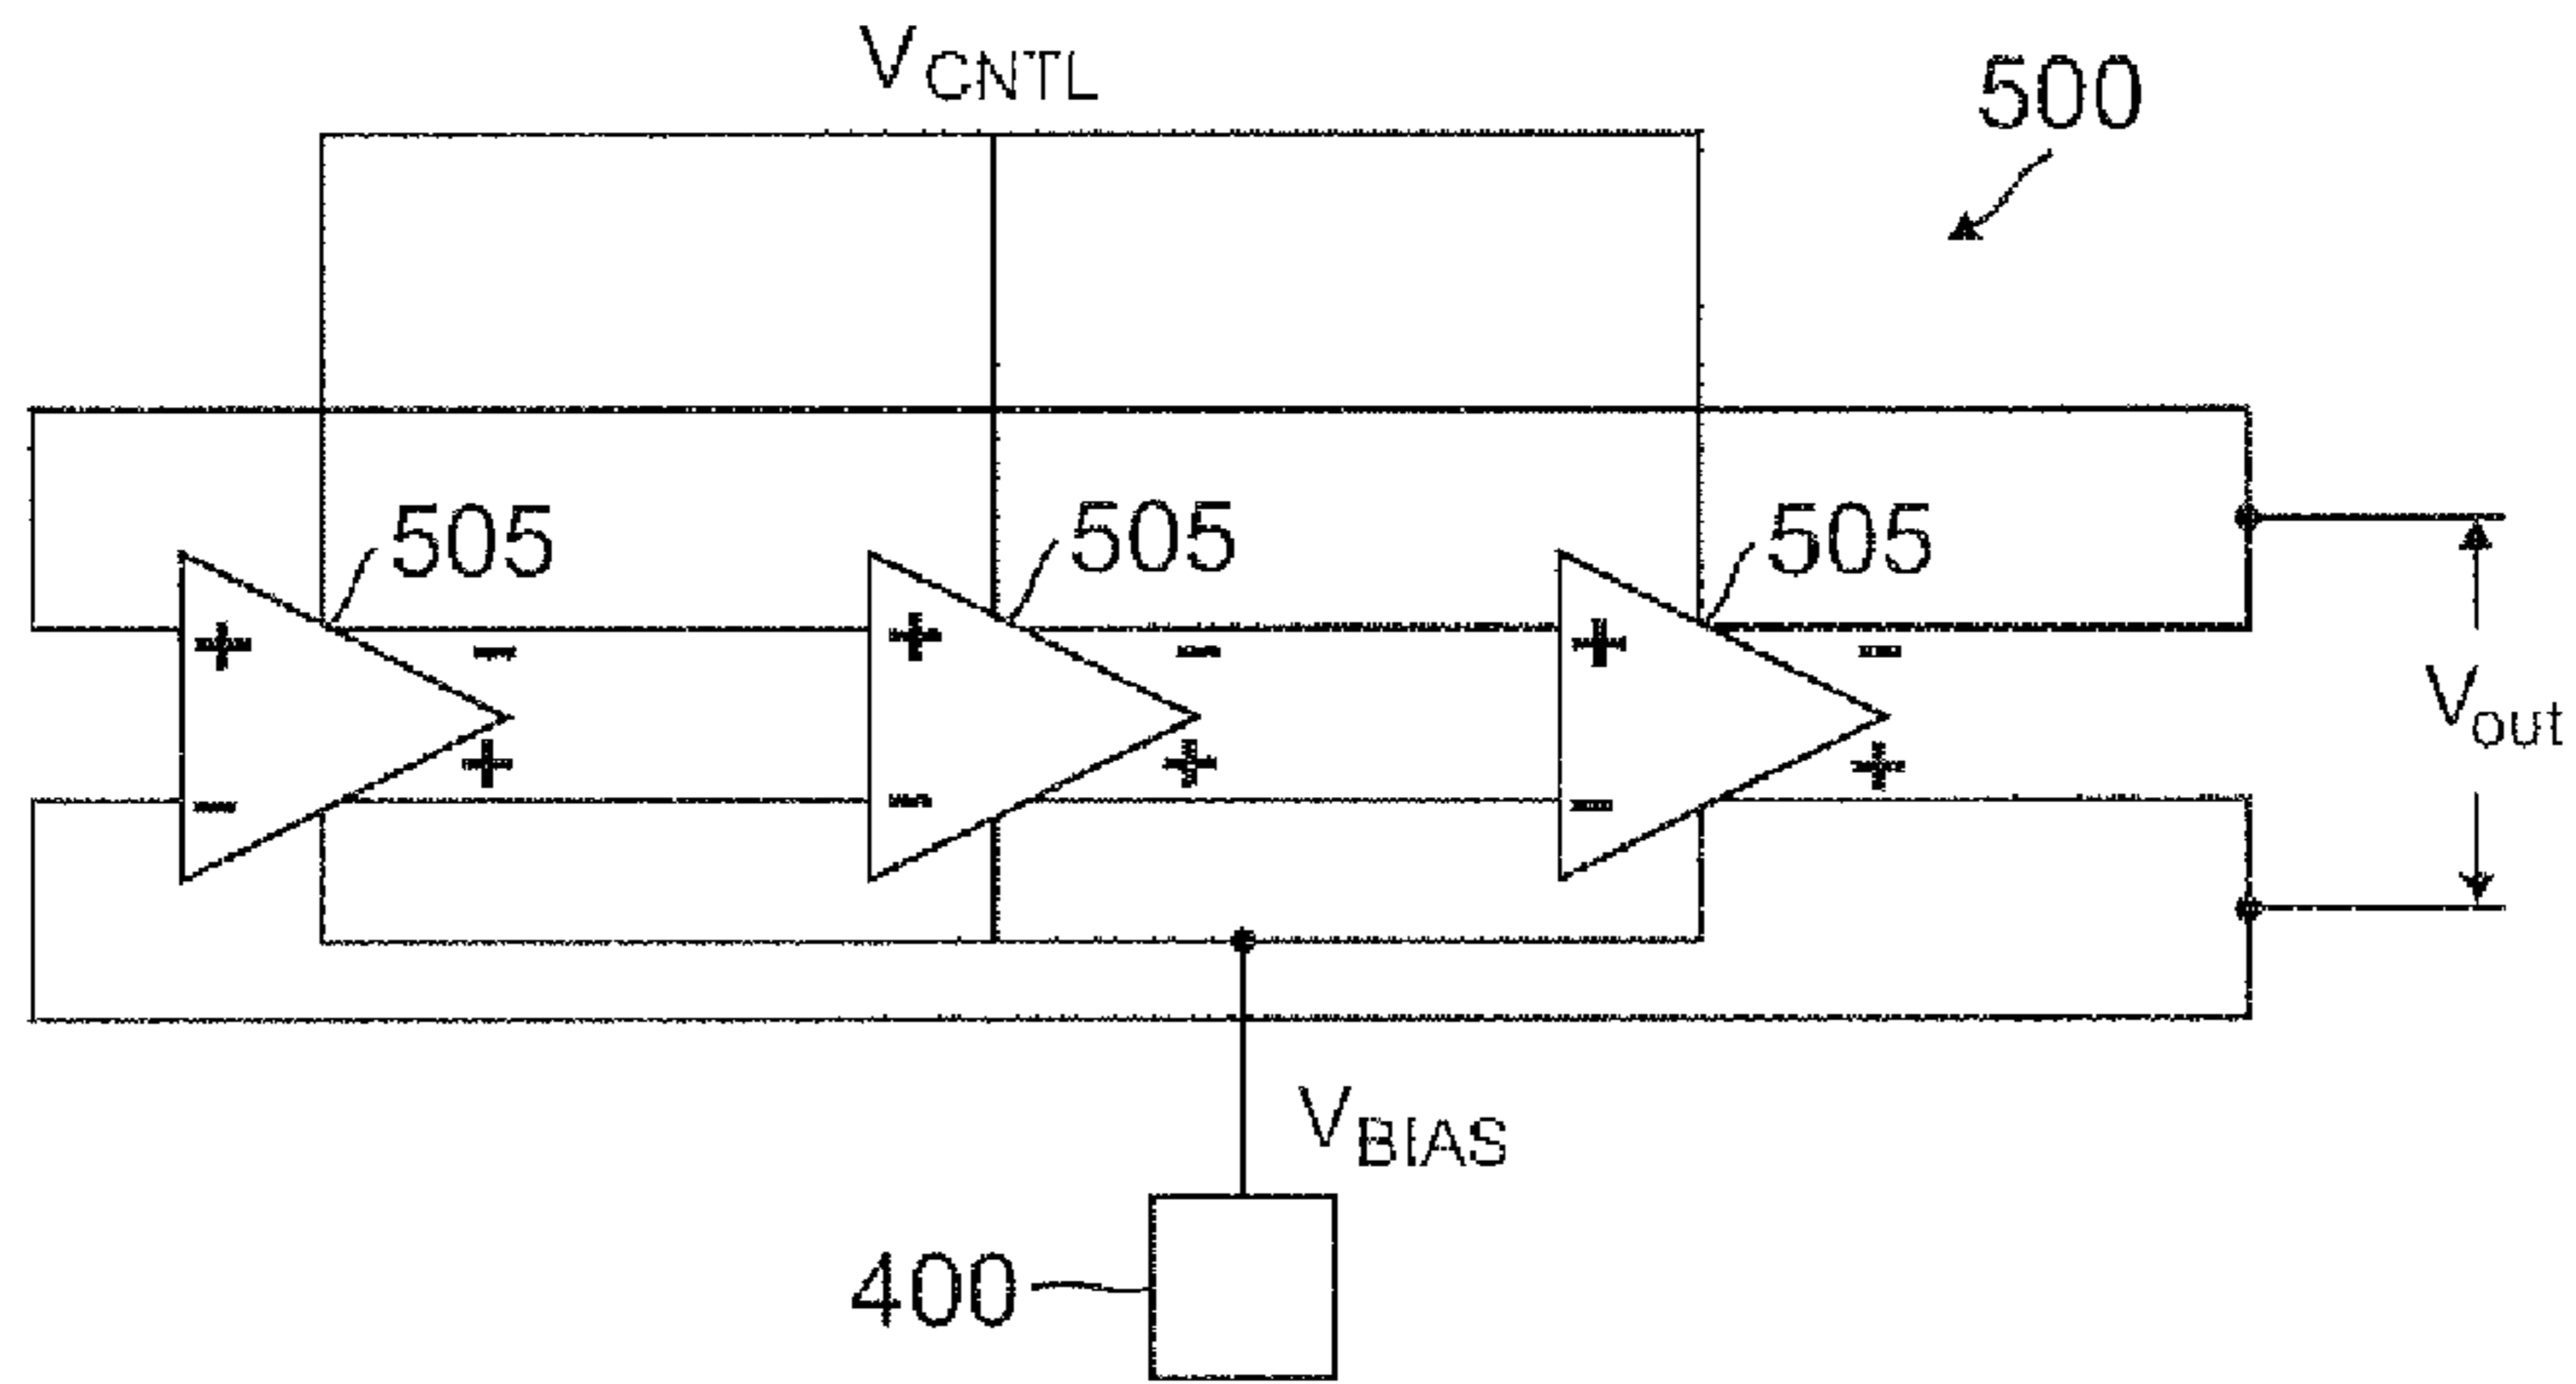 VCNTL
500
505 505 505
+ - + - + -
Vout
- + - + - +
VBIAS
400